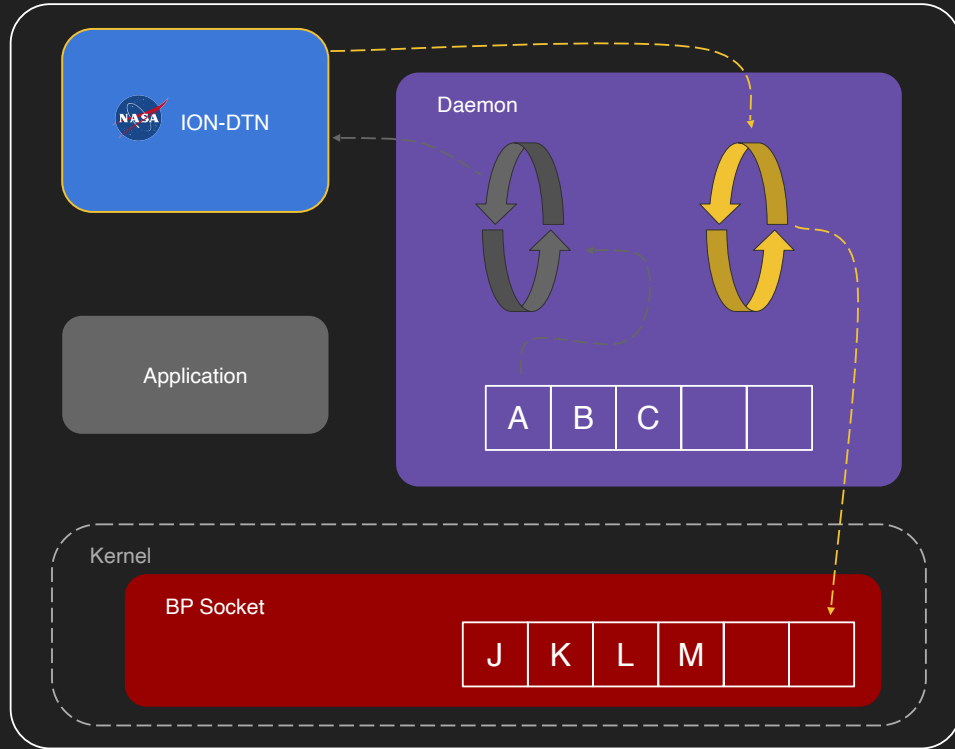 Daemon
NASA
ION-DTN
Application
A B C
Kernel
BP Socket
J K L M